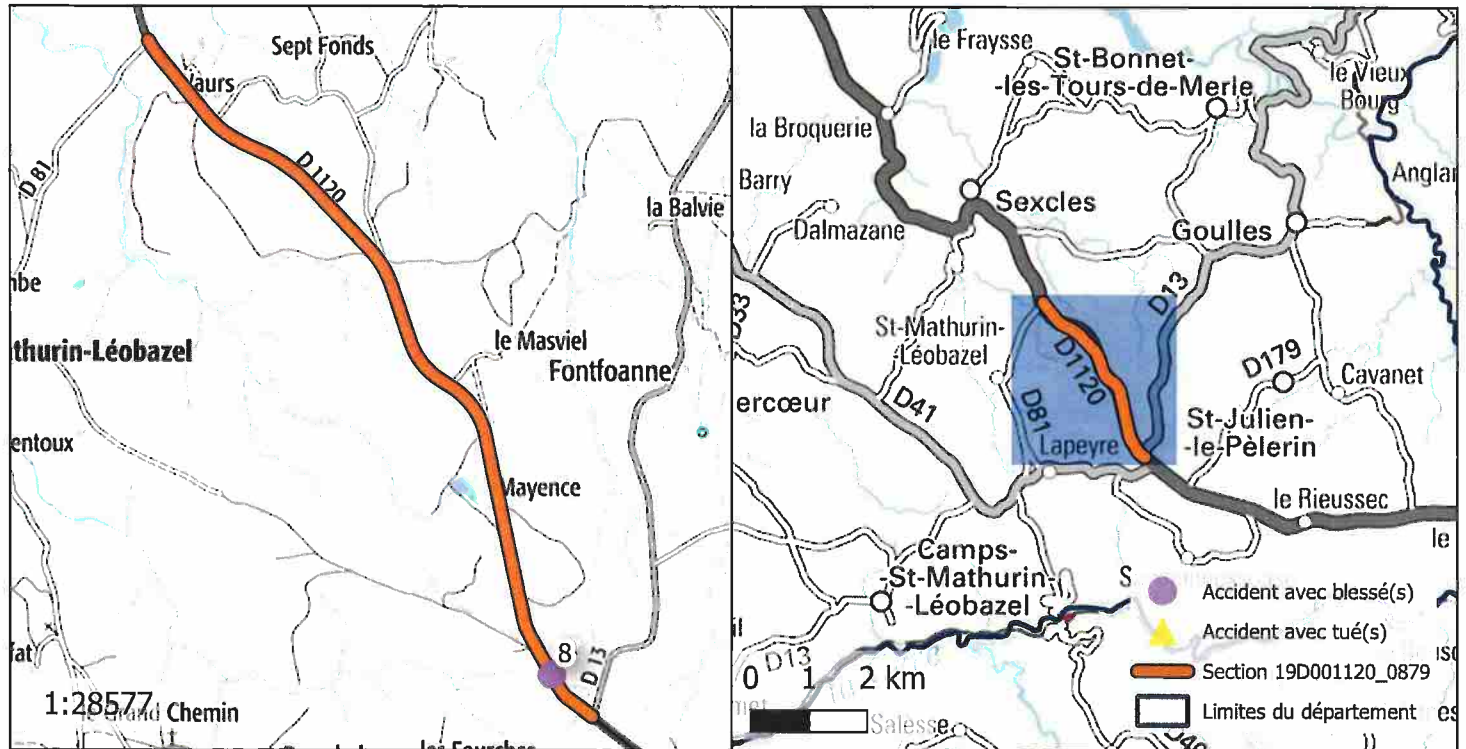 Sept Fonds
Vaurs
D 81
D 1120
la Balvie
mbe
thurin-Léobazel
le Masviel
Fontfoanne
entoux
Mayence
fat
8
D 13
1:28577
Grand Chemin
les Fourches
le Fraysse
St-Bonnet-
-les-Tours-de-Merle
le Vieux
Bourg
la Broquerie
Barry
Anglar
Sexcles
Dalmazane
Goulles
D13
D33
St-Mathurin-
Léobazel
D1120
D179
Cavanet
ercœur
D41
D81
St-Julien-
-le-Pèlerin
Lapeyre
le Rieussec
le
Camps-
-St-Mathurin-
-Léobazel
S
Accident avec blessé(s)
il
Accident avec tué(s)
D13
0 1 2 km
Section 19D001120_0879
Salesse
Limites du département
es